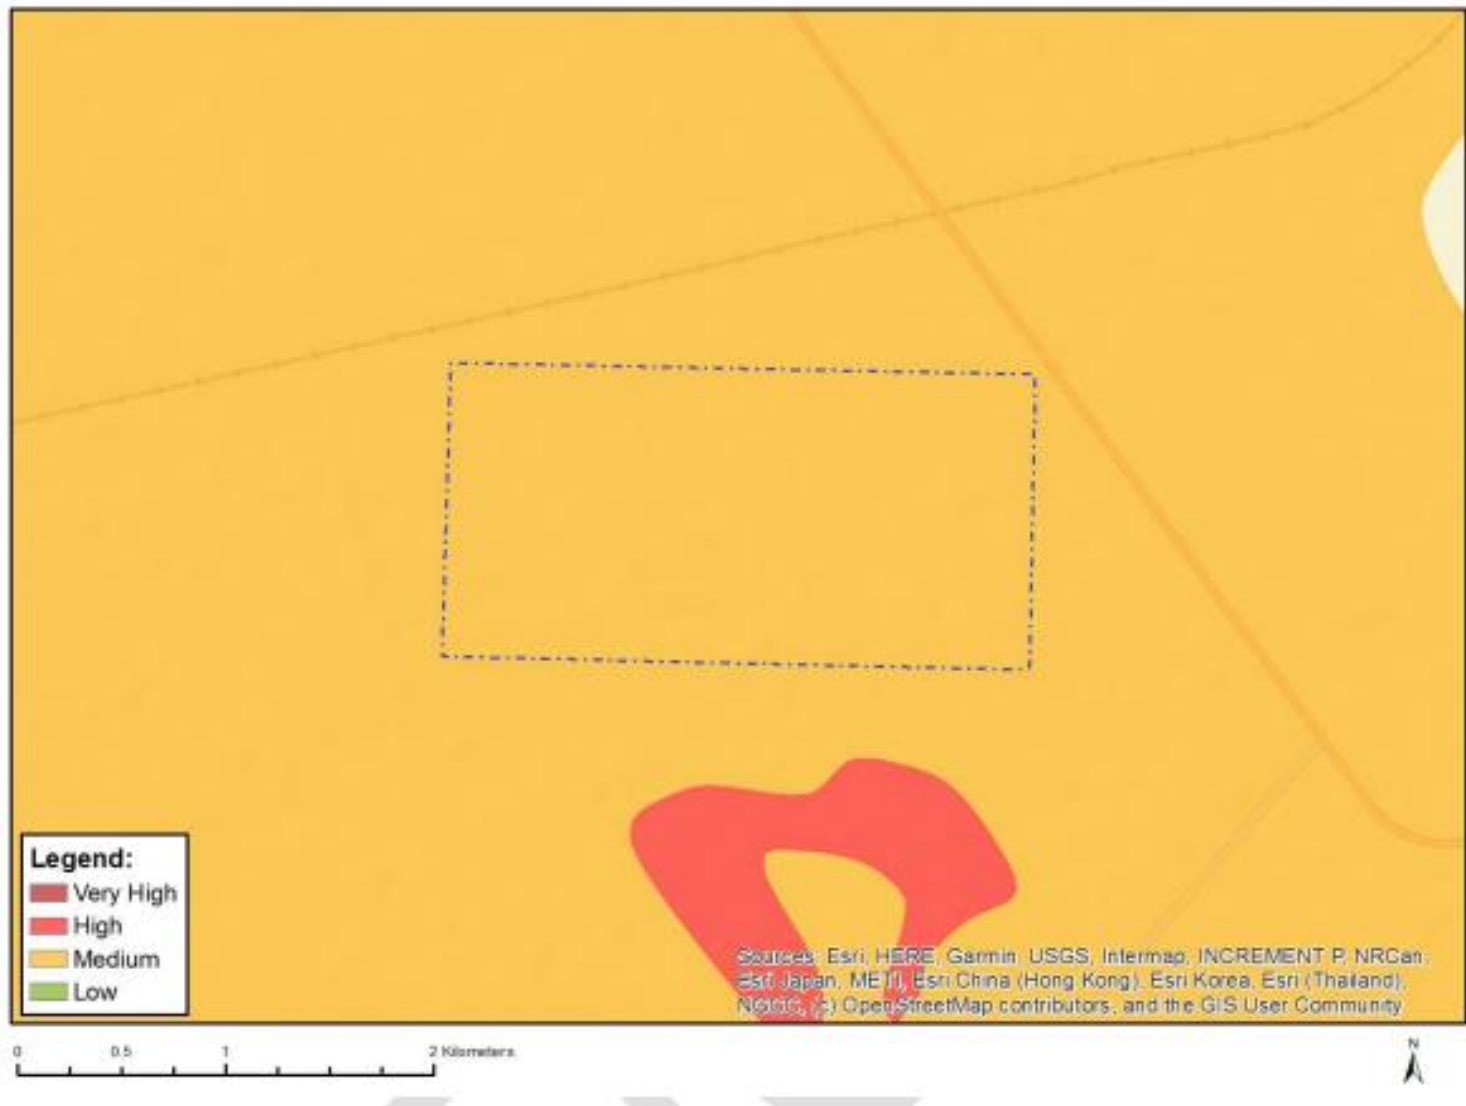 Legend:
Very High
High
Medium
Low
Sources: Esri, HERE, Garmin, USGS, Intermap, INCREMENT P, NRCan,
Esri Japan, METI, Esri China (Hong Kong), Esri Korea, Esri (Thailand),
NGCC, (c) OpenStreetMap contributors, and the GIS User Community
0 0.5 1 2 Kilometers
N